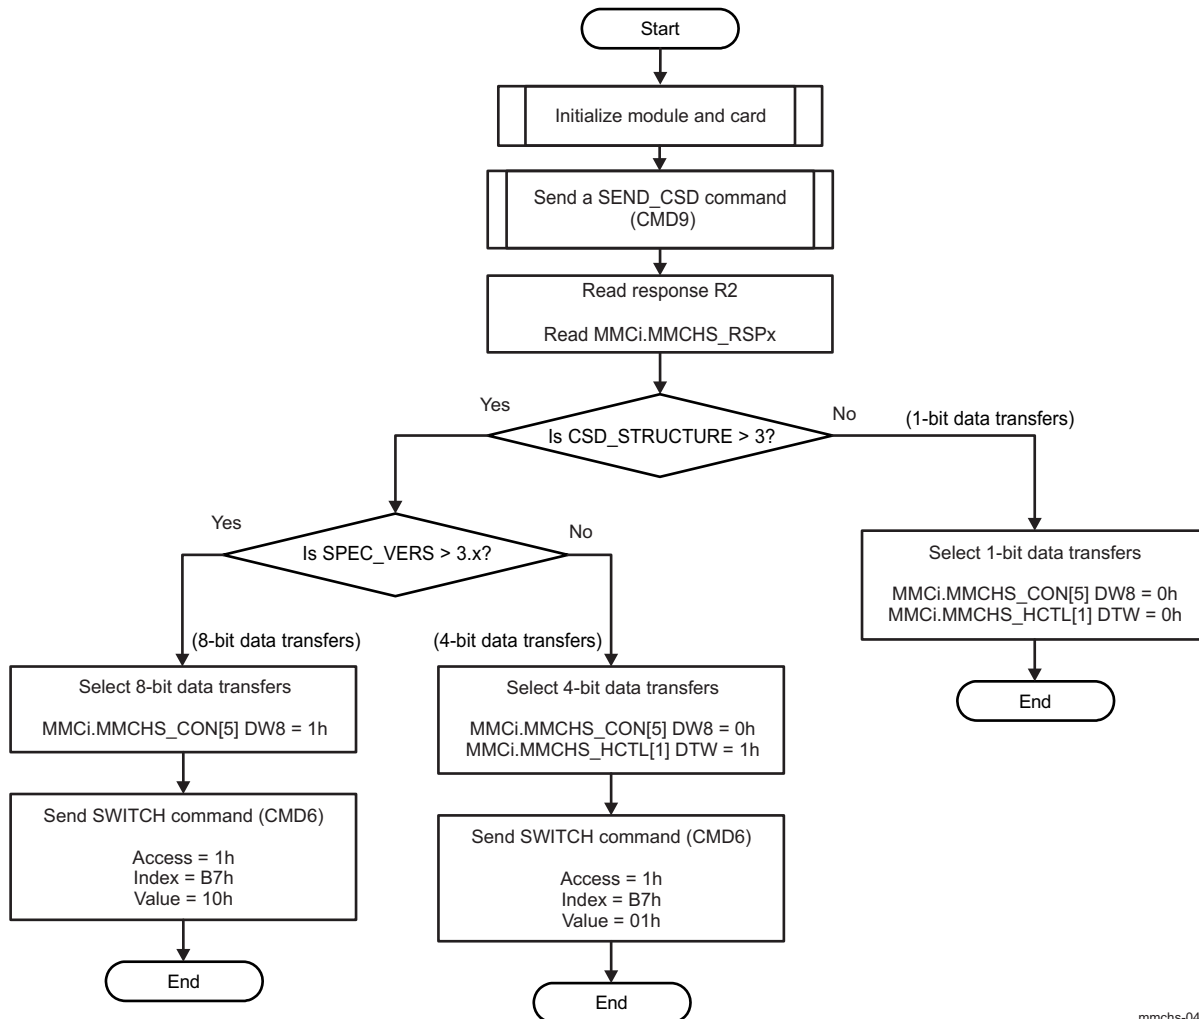 Start
Initialize module and card
Send a SEND_CSD command
(CMD9)
Read response R2
Read MMCi.MMCHS_RSPx
Yes
Is CSD_STRUCTURE > 3?
No
(1-bit data transfers)
Yes
Is SPEC_VERS > 3.x?
No
Select 1-bit data transfers
MMCi.MMCHS_CON[5] DW8 = 0h
MMCi.MMCHS_HCTL[1] DTW = 0h
End
(8-bit data transfers)
(4-bit data transfers)
Select 8-bit data transfers
MMCi.MMCHS_CON[5] DW8 = 1h
Select 4-bit data transfers
MMCi.MMCHS_CON[5] DW8 = 0h
MMCi.MMCHS_HCTL[1] DTW = 1h
Send SWITCH command (CMD6)
Access = 1h
Index = B7h
Value = 10h
Send SWITCH command (CMD6)
Access = 1h
Index = B7h
Value = 01h
End
End
mmchs-04